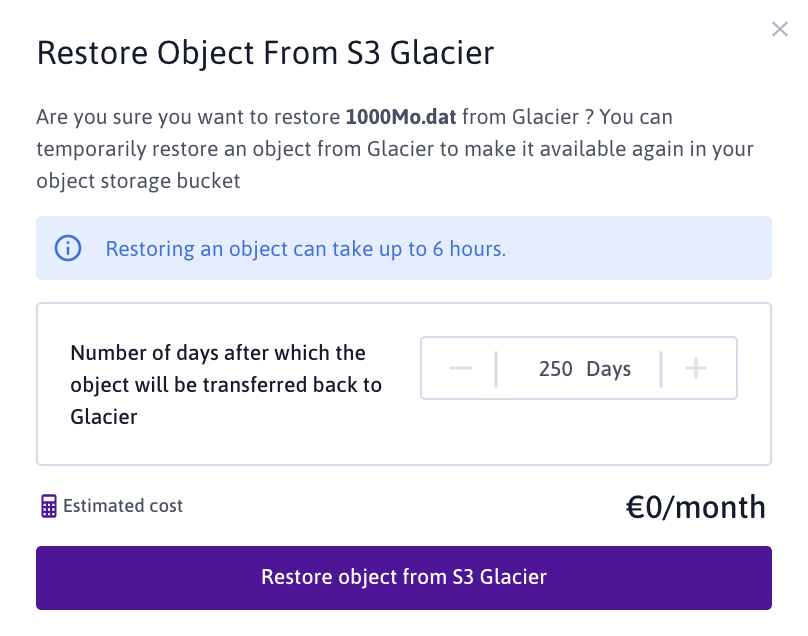 Restore Object From S3 Glacier
Are you sure you want to restore 1000Mo.dat from Glacier ? You can
temporarily restore an object from Glacier to make it available again in your
object storage bucket
Restoring an object can take up to 6 hours.
Number of days after which the
object will be transferred back to
Glacier
250 Days
Estimated cost
€0/month
Restore object from S3 Glacier